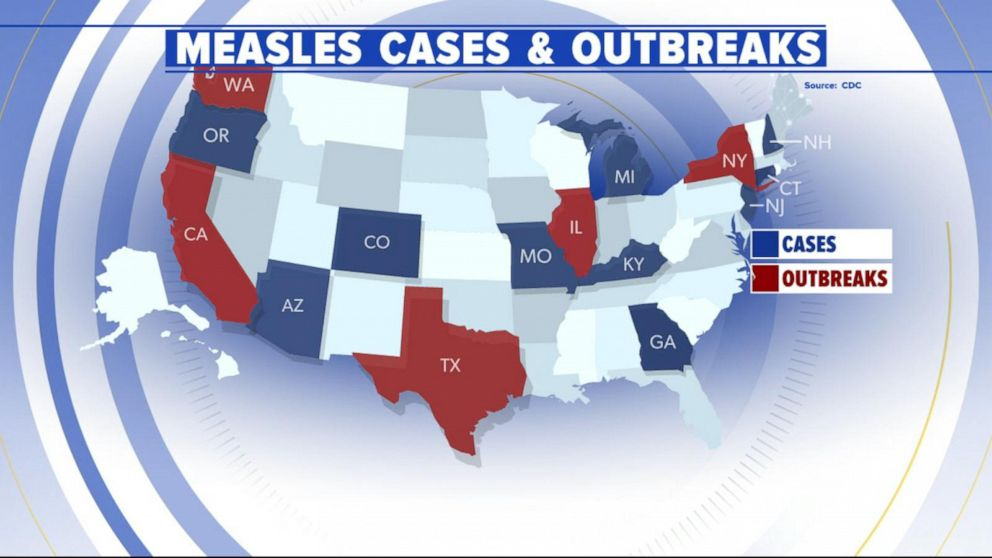 MEASLES CASES & OUTBREAKS
Source: CDC
WA
OR
NH
MI
NY
CT
NJ
CA
IL
CO
MO
KY
CASES
OUTBREAKS
AZ
GA
TX